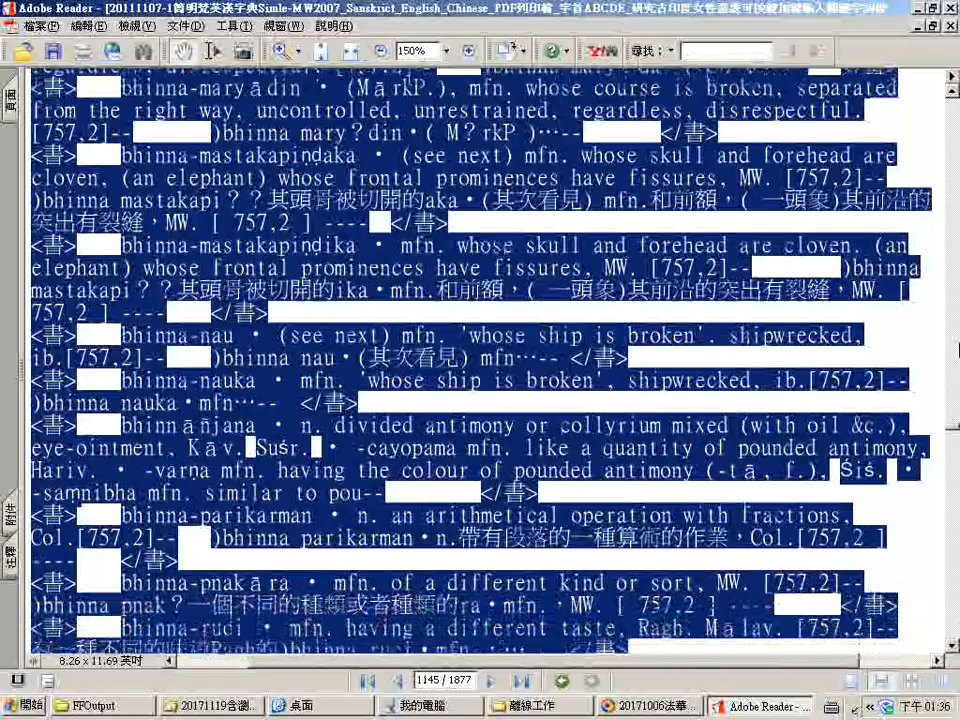 Adobe Reader - [20111107-1簡明梵英漢字典Simle-MW2007_Sanskrict_English_Chinese_PDF列印檔_字首ABCDE_研究古印度女性
檔案(F) 編輯(E) 檢視(V) 文件(D) 工具(T) 視窗(W) 說明(H)
150% 尋找:
頁面
<書> bhinna-maryādin • (MārkP.), mfn. whose course is broken, separated
from the right way, uncontrolled, unrestrained, regardless, disrespectful.
[757,2]-- )bhinna mary?din•( M?rkP )…-- </書>
<書> bhinna-mastakapiṇḍaka • (see next) mfn. whose skull and forehead are
cloven, (an elephant) whose frontal prominences have fissures, MW. [757,2]--
)bhinna mastakapi??其頭骨被切開的aka•(其次看見) mfn.和前額,( 一頭象)其前沿的
突出有裂縫,MW. [ 757,2 ] ---- </書>
<書> bhinna-mastakapiṇḍika • mfn. whose skull and forehead are cloven, (an
elephant) whose frontal prominences have fissures, MW. [757,2]-- )bhinna
mastakapi??其頭骨被切開的ika•mfn.和前額,( 一頭象)其前沿的突出有裂縫,MW. [
757,2 ] ---- </書>
<書> bhinna-nau • (see next) mfn. 'whose ship is broken', shipwrecked,
ib.[757,2]-- )bhinna nau•(其次看見) mfn…-- </書>
<書> bhinna-nauka • mfn. 'whose ship is broken', shipwrecked, ib.[757,2]--
)bhinna nauka•mfn…-- </書>
<書> bhinnāñjana • n. divided antimony or collyrium mixed (with oil &c.),
eye-ointment, Kāv. Suśr. • -cayopama mfn. like a quantity of pounded antimony,
Hariv. • -varṇa mfn. having the colour of pounded antimony (-tā, f.), Śiś. •
-saṃnibha mfn. similar to pou-- </書>
<書> bhinna-parikarman • n. an arithmetical operation with fractions,
Col.[757,2]-- )bhinna parikarman•n.帶有段落的一種算術的作業,Col.[757,2 ]
---- </書>
<書> bhinna-pnakāra • mfn. of a different kind or sort, MW. [757,2]--
)bhinna pnak?一個不同的種類或者種類的ra•mfn.,MW. [ 757,2 ] ---- </書>
<書> bhinna-ruci • mfn. having a different taste, Ragh. Mālav. [757,2]--
附件
註釋
8.26 x 11.69 英吋
1145 / 1877
開始 FFOutput 20171119含瀏... 桌面 我的電腦 離線工作 20171006法華... Adobe Reader - ... 下午 01:36